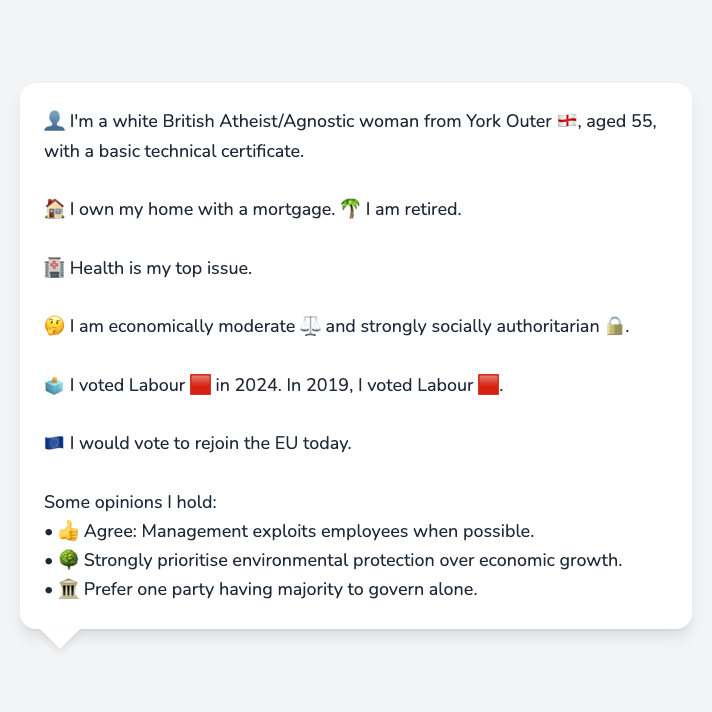 👤 I'm a white British Atheist/Agnostic woman from York Outer 🏴󠁧󠁢󠁥󠁮󠁧󠁿, aged 55,
with a basic technical certificate.
🏠 I own my home with a mortgage. 🌴 I am retired.
🏥 Health is my top issue.
🤔 I am economically moderate ⚖️ and strongly socially authoritarian 🔒.
🗳️ I voted Labour 🟥 in 2024. In 2019, I voted Labour 🟥.
🇪🇺 I would vote to rejoin the EU today.
Some opinions I hold:
• 👍 Agree: Management exploits employees when possible.
• 🌳 Strongly prioritise environmental protection over economic growth.
• 🏛️ Prefer one party having majority to govern alone.